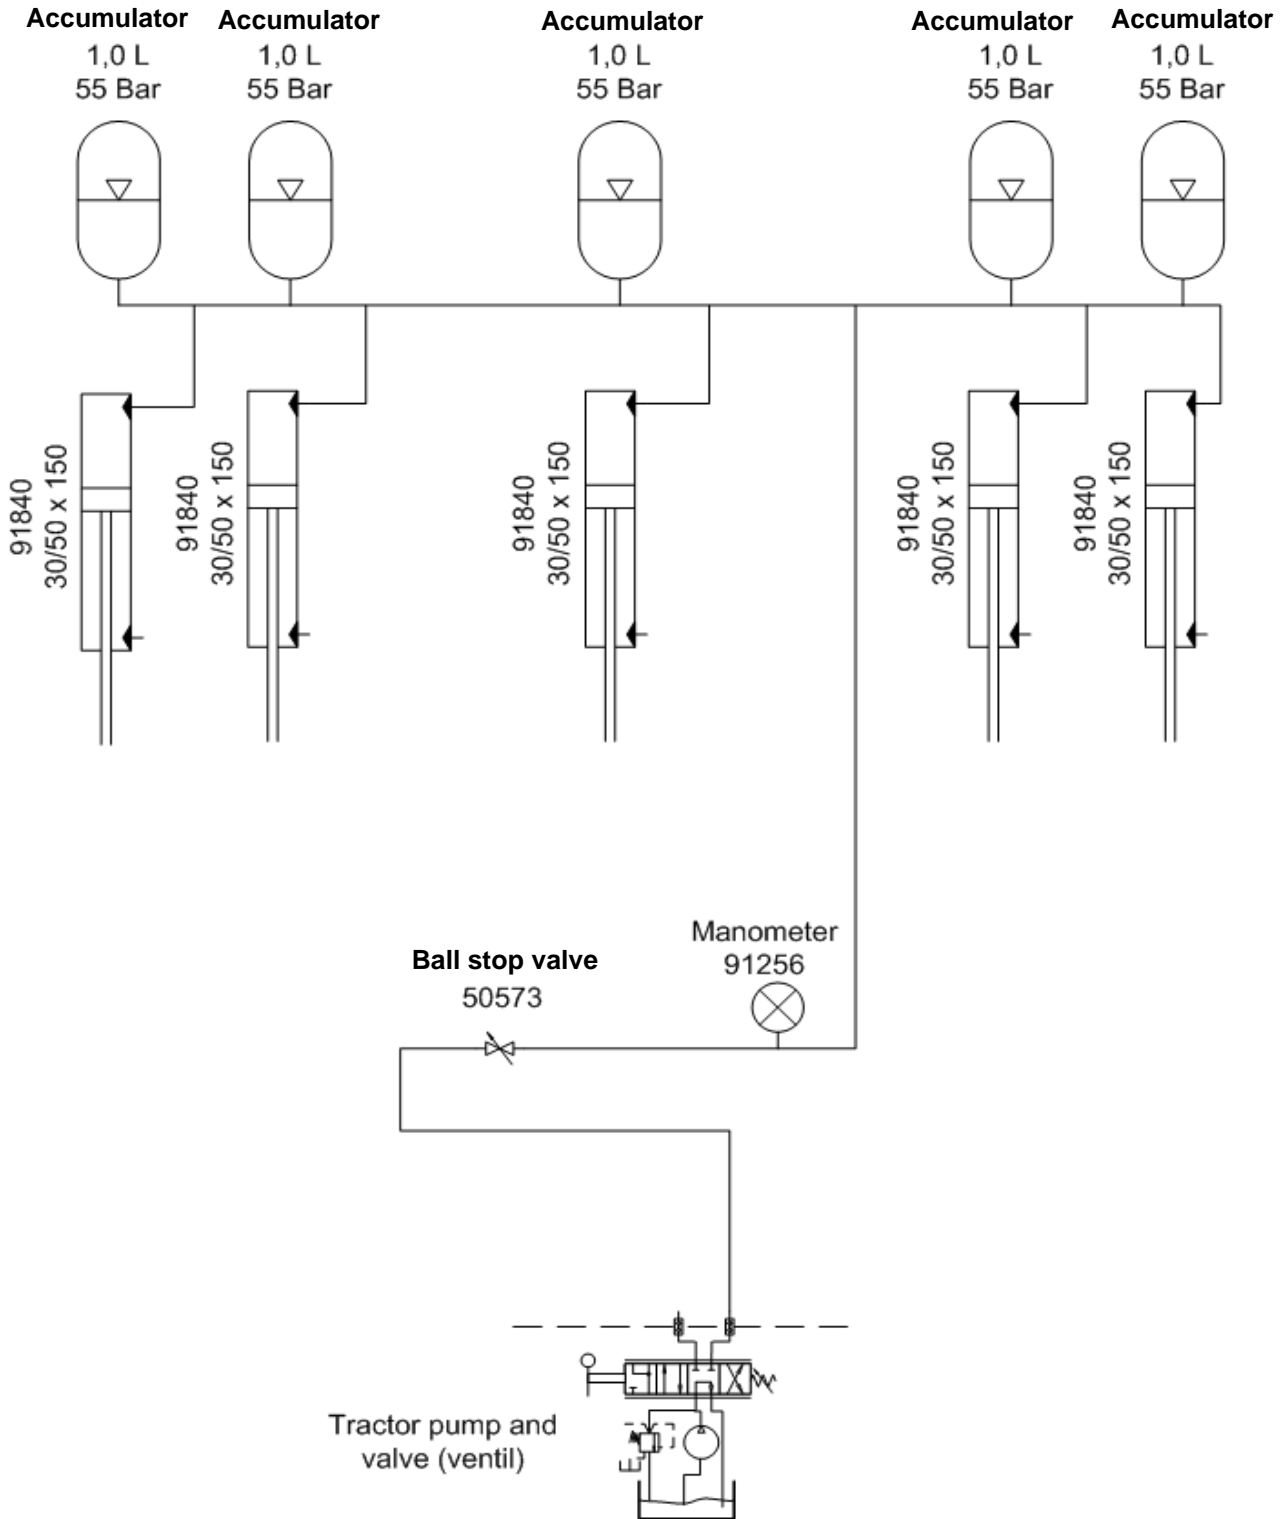 Accumulator
1,0 L
55 Bar
Accumulator
1,0 L
55 Bar
Accumulator
1,0 L
55 Bar
Accumulator
1,0 L
55 Bar
Accumulator
1,0 L
55 Bar
91840
30/50 x 150
91840
30/50 x 150
91840
30/50 x 150
91840
30/50 x 150
91840
30/50 x 150
Manometer
91256
Ball stop valve
50573
Tractor pump and
valve (ventil)